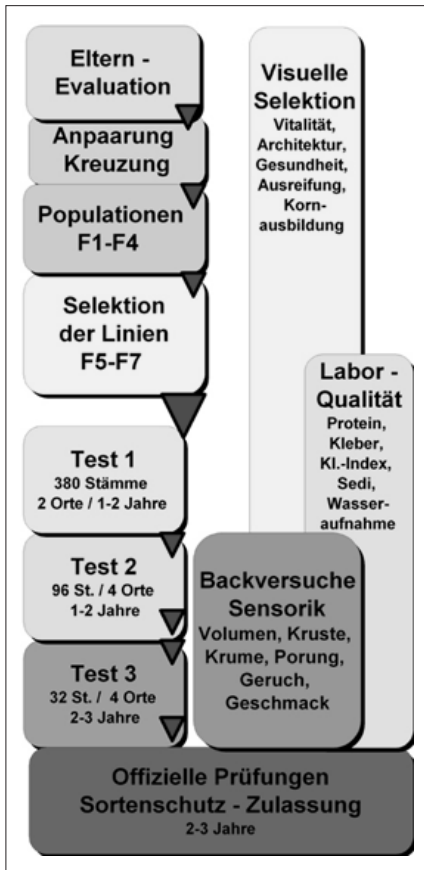 Eltern -
Evaluation
Anpaarung
Kreuzung
Populationen
F1-F4
Selektion
der Linien
F5-F7
Test 1
380 Stämme
2 Orte / 1-2 Jahre
Test 2
96 St. / 4 Orte
1-2 Jahre
Test 3
32 St. / 4 Orte
2-3 Jahre
Visuelle
Selektion
Vitalität,
Architektur,
Gesundheit,
Ausreifung,
Korn-
ausbildung
Labor -
Qualität
Protein,
Kleber,
Kl.-Index,
Sedi,
Wasser-
aufnahme
Backversuche
Sensorik
Volumen, Kruste,
Krume, Porung,
Geruch,
Geschmack
Offizielle Prüfungen
Sortenschutz - Zulassung
2-3 Jahre